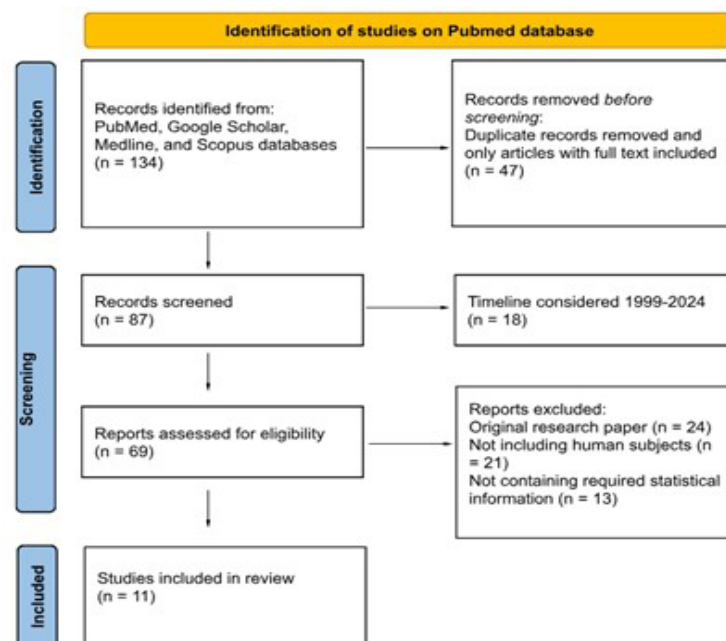 Identification of studies on Pubmed database
Identification
Records identified from:
PubMed, Google Scholar,
Medline, and Scopus databases
(n = 134)
Records removed before
screening:
Duplicate records removed and
only articles with full text included
(n = 47)
Screening
Records screened
(n = 87)
Timeline considered 1999-2024
(n = 18)
Reports assessed for eligibility
(n = 69)
Reports excluded:
Original research paper (n = 24)
Not including human subjects (n
= 21)
Not containing required statistical
information (n = 13)
Included
Studies included in review
(n = 11)